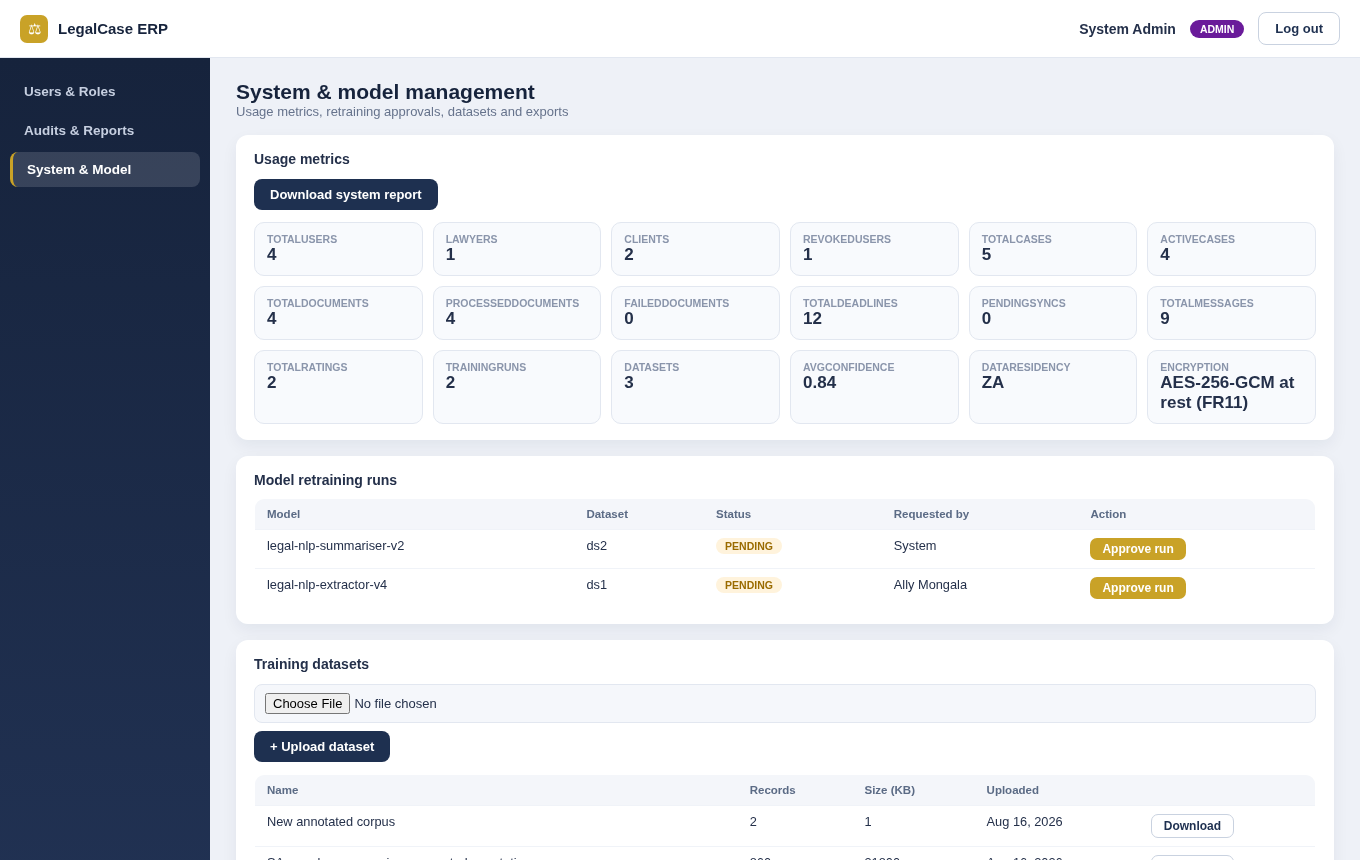 LegalCase ERP
System Admin ADMIN Log out
Users & Roles
Audits & Reports
System & Model
System & model management
Usage metrics, retraining approvals, datasets and exports
Usage metrics
Download system report
TOTALUSERS LAWYERS CLIENTS REVOKEDUSERS TOTALCASES ACTIVECASES
4 1 2 1 5 4
TOTALDOCUMENTS PROCESSEDDOCUMENTS FAILEDDOCUMENTS TOTALDEADLINES PENDINGSYNCS TOTALMESSAGES
4 4 0 12 0 9
TOTALRATINGS TRAININGRUNS DATASETS AVGCONFIDENCE DATARESIDENCY ENCRYPTION
2 2 3 0.84 ZA AES-256-GCM at
rest (FR11)
Model retraining runs
Model Dataset Status Requested by Action
legal-nlp-summariser-v2 ds2 PENDING System Approve run
legal-nlp-extractor-v4 ds1 PENDING Ally Mongala Approve run
Training datasets
Choose File No file chosen
+ Upload dataset
Name Records Size (KB) Uploaded
New annotated corpus 2 1 Aug 16, 2026 Download